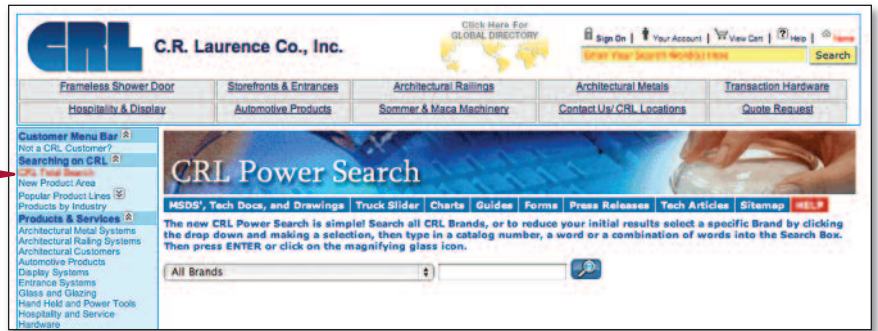 CRL
C.R. Laurence Co., Inc.
Click Here For
GLOBAL DIRECTORY
Sign On | Your Account | View Cart | Help | Home
Enter Your Search Word(s) Here
Search
Frameless Shower Door
Storefronts & Entrances
Architectural Railings
Architectural Metals
Transaction Hardware
Hospitality & Display
Automotive Products
Sommer & Maca Machinery
Contact Us/ CRL Locations
Quote Request
Customer Menu Bar
Not a CRL Customer?
Searching on CRL
CRL Total Search
New Product Area
Popular Product Lines
Products by Industry
Products & Services
Architectural Metal Systems
Architectural Railing Systems
Architectural Customers
Automotive Products
Display Systems
Entrance Systems
Glass and Glazing
Hand Held and Power Tools
Hospitality and Service
Hardware
CRL Power Search
MSDS', Tech Docs, and Drawings
Truck Slider
Charts
Guides
Forms
Press Releases
Tech Articles
Sitemap
HELP
The new CRL Power Search is simple! Search all CRL Brands, or to reduce your initial results select a specific Brand by clicking
the drop down and making a selection, then type in a catalog number, a word or a combination of words into the Search Box.
Then press ENTER or click on the magnifying glass icon.
All Brands